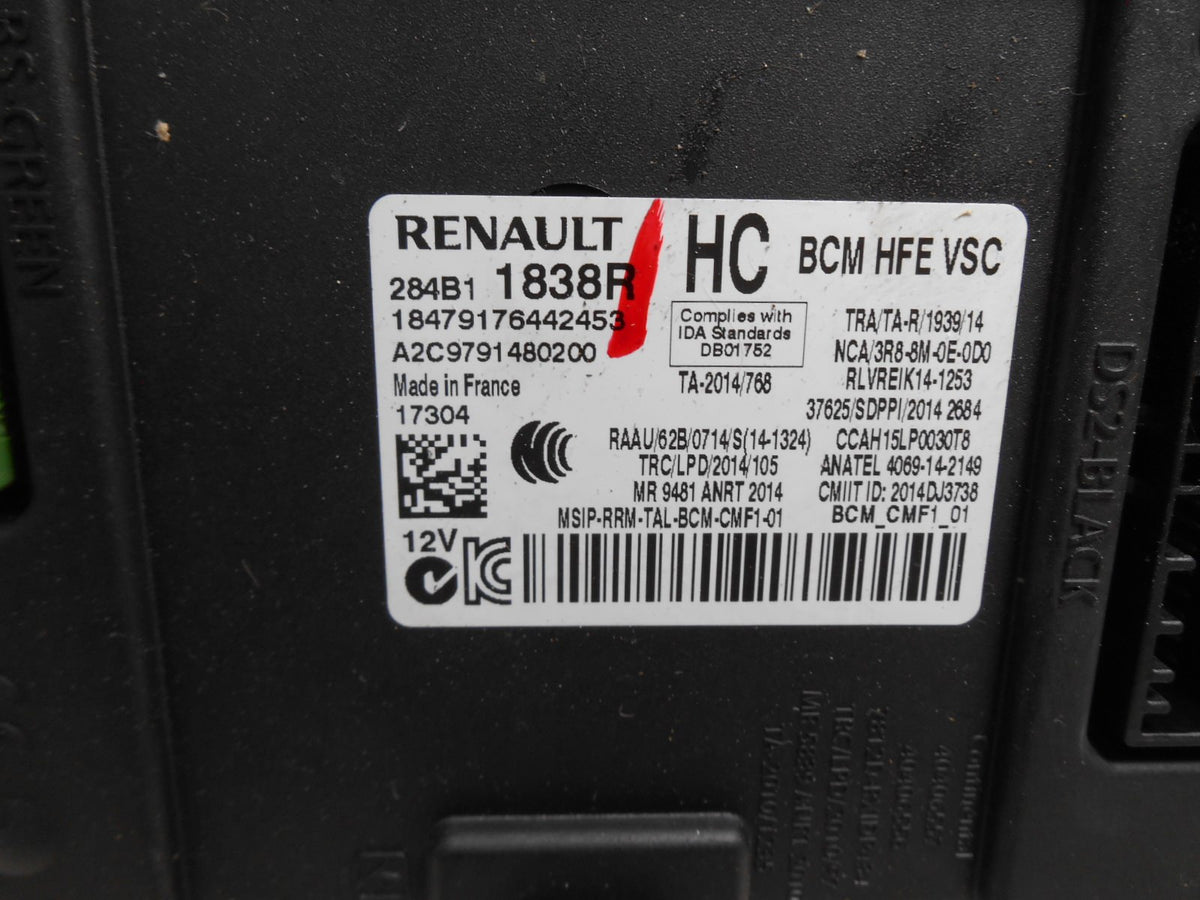 RENAULT
HC
BCM HFE VSC
284B1 1838R
18479176442453
A2C9791480200
Made in France
17304
Complies with
IDA Standards
DB01752
TA-2014/768
TRA/TA-R/1939/14
NCA/3R8-8M-0E-0D0
RLVREIK14-1253
37625/SDPPI/2014 2684
RAAU/62B/0714/S(14-1324)
CCAH15LP0030T8
TRC/LPD/2014/105
ANATEL 4069-14-2149
MR 9481 ANRT 2014
CMIIT ID: 2014DJ3738
MSIP-RRM-TAL-BCM-CMF1-01
BCM_CMF1_01
12V
DS2-BLACK
GREEN
Continental